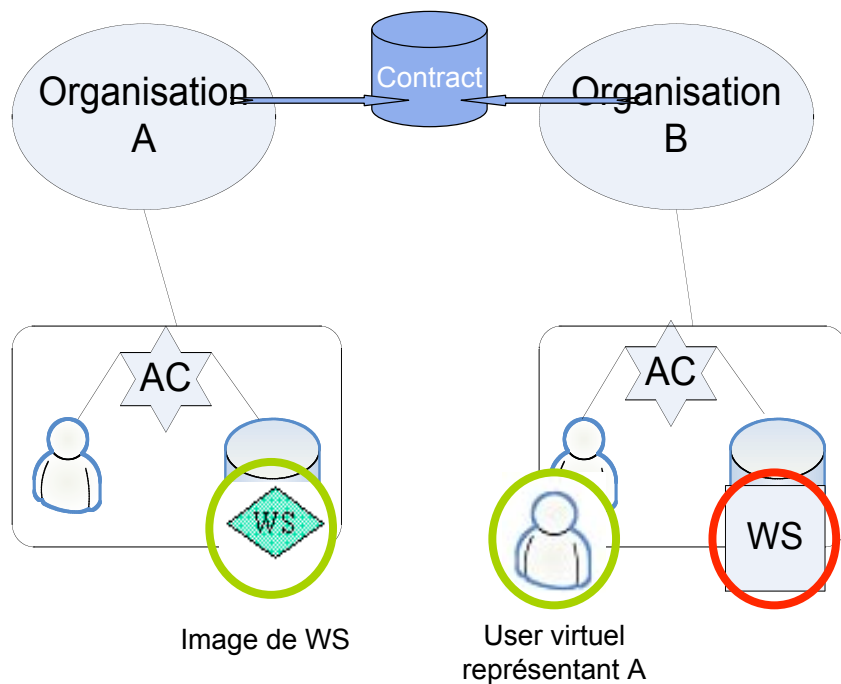 Organisation
A
Contract
Organisation
B
AC
AC
WS
WS
Image de WS
User virtuel
représentant A